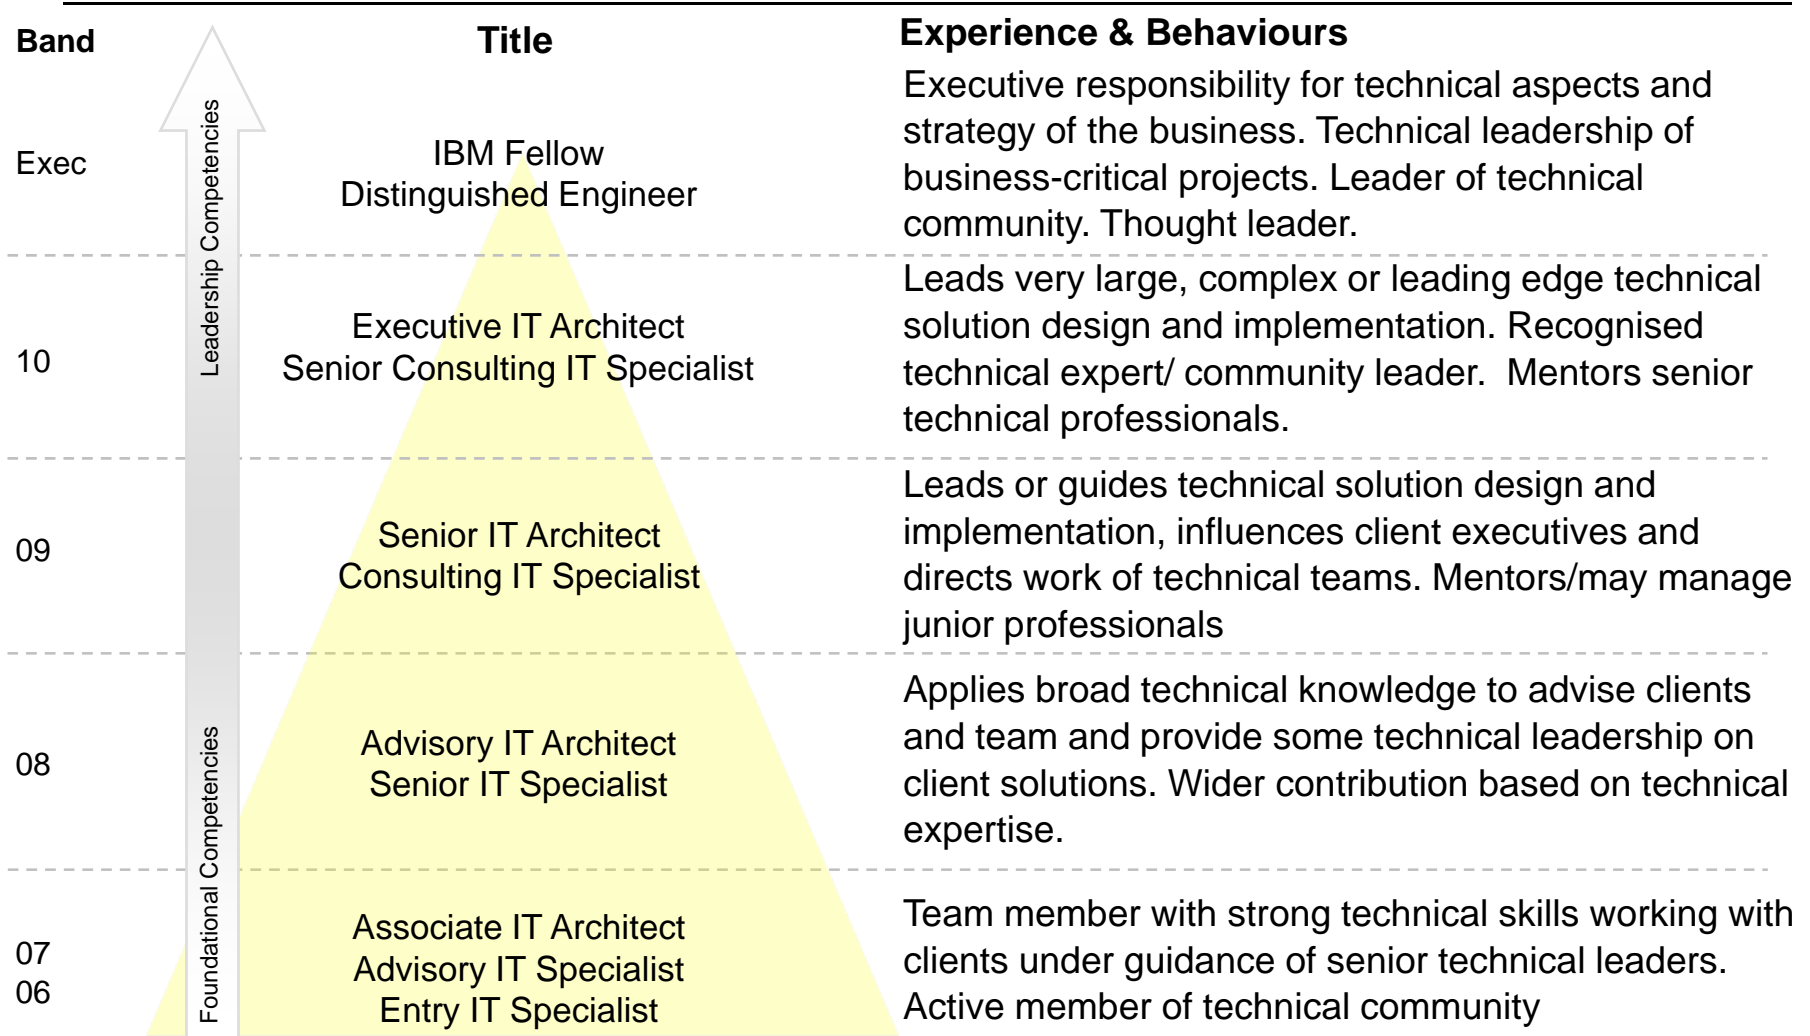 Band
Title
Experience & Behaviours
Leadership Competencies
Foundational Competencies
Exec
IBM Fellow
Distinguished Engineer
Executive responsibility for technical aspects and
strategy of the business. Technical leadership of
business-critical projects. Leader of technical
community. Thought leader.
10
Executive IT Architect
Senior Consulting IT Specialist
Leads very large, complex or leading edge technical
solution design and implementation. Recognised
technical expert/ community leader.  Mentors senior
technical professionals.
09
Senior IT Architect
Consulting IT Specialist
Leads or guides technical solution design and
implementation, influences client executives and
directs work of technical teams. Mentors/may manage
junior professionals
08
Advisory IT Architect
Senior IT Specialist
Applies broad technical knowledge to advise clients
and team and provide some technical leadership on
client solutions. Wider contribution based on technical
expertise.
07
06
Associate IT Architect
Advisory IT Specialist
Entry IT Specialist
Team member with strong technical skills working with
clients under guidance of senior technical leaders.
Active member of technical community